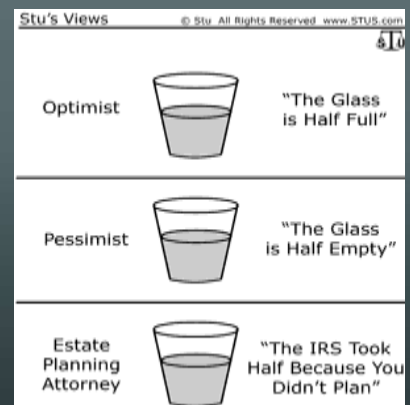 Stu's Views © Stu All Rights Reserved www.STUS.com
STU
Optimist
"The Glass
is Half Full"
Pessimist
"The Glass
is Half Empty"
Estate
Planning
Attorney
"The IRS Took
Half Because You
Didn't Plan"